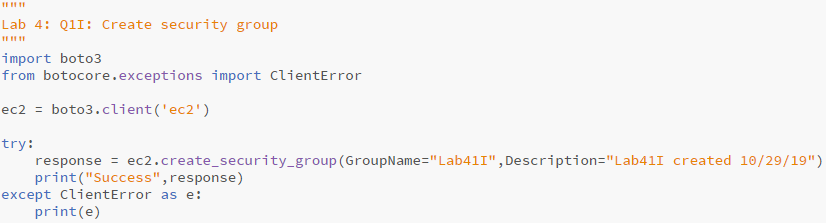 """
Lab 4: Q1I: Create security group
"""
import boto3
from botocore.exceptions import ClientError

ec2 = boto3.client('ec2')

try:
    response = ec2.create_security_group(GroupName="Lab41I",Description="Lab41I created 10/29/19")
    print("Success",response)
except ClientError as e:
    print(e)